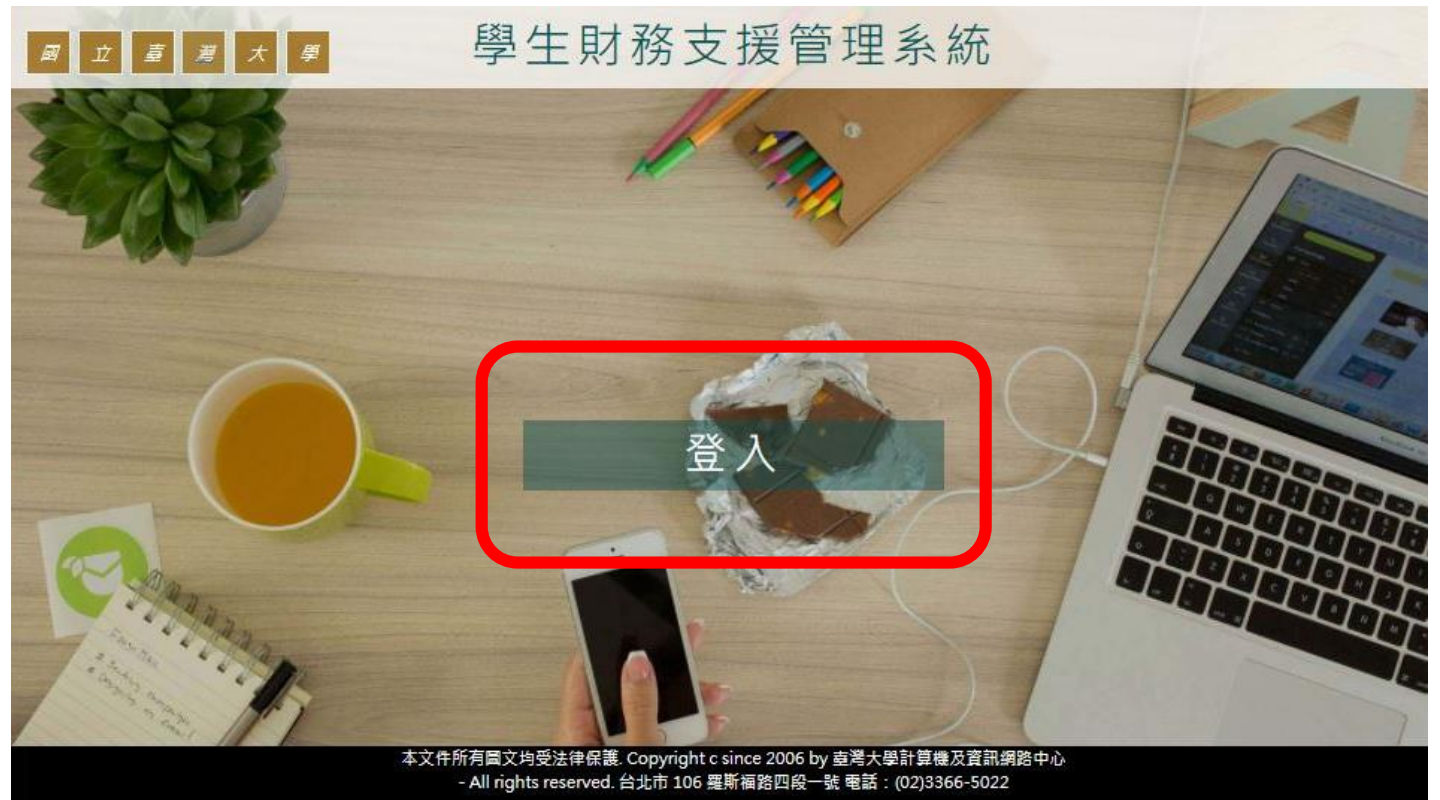 國立臺灣大學
學生財務支援管理系統
登入
本文件所有圖文均受法律保護. Copyright c since 2006 by 臺灣大學計算機及資訊網路中心
- All rights reserved. 台北市 106 羅斯福路四段一號 電話：(02)3366-5022